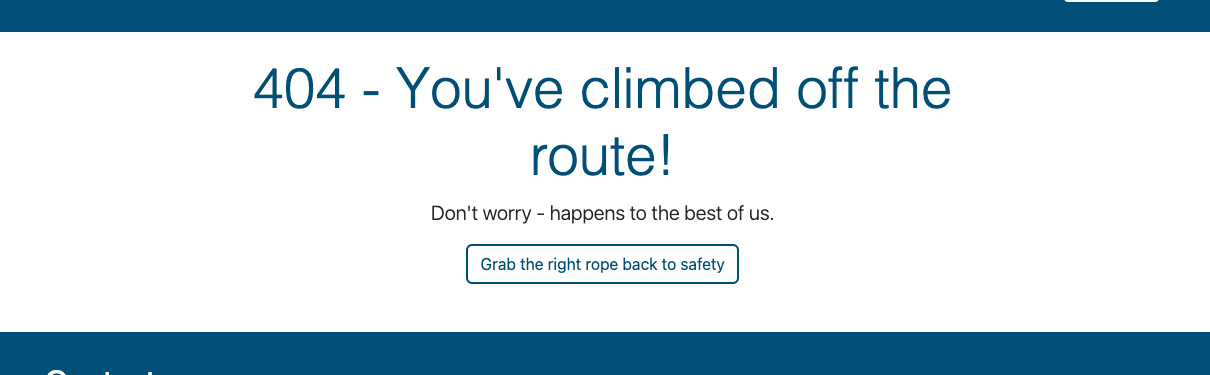 404 - You've climbed off the
route!
Don't worry - happens to the best of us.
Grab the right rope back to safety